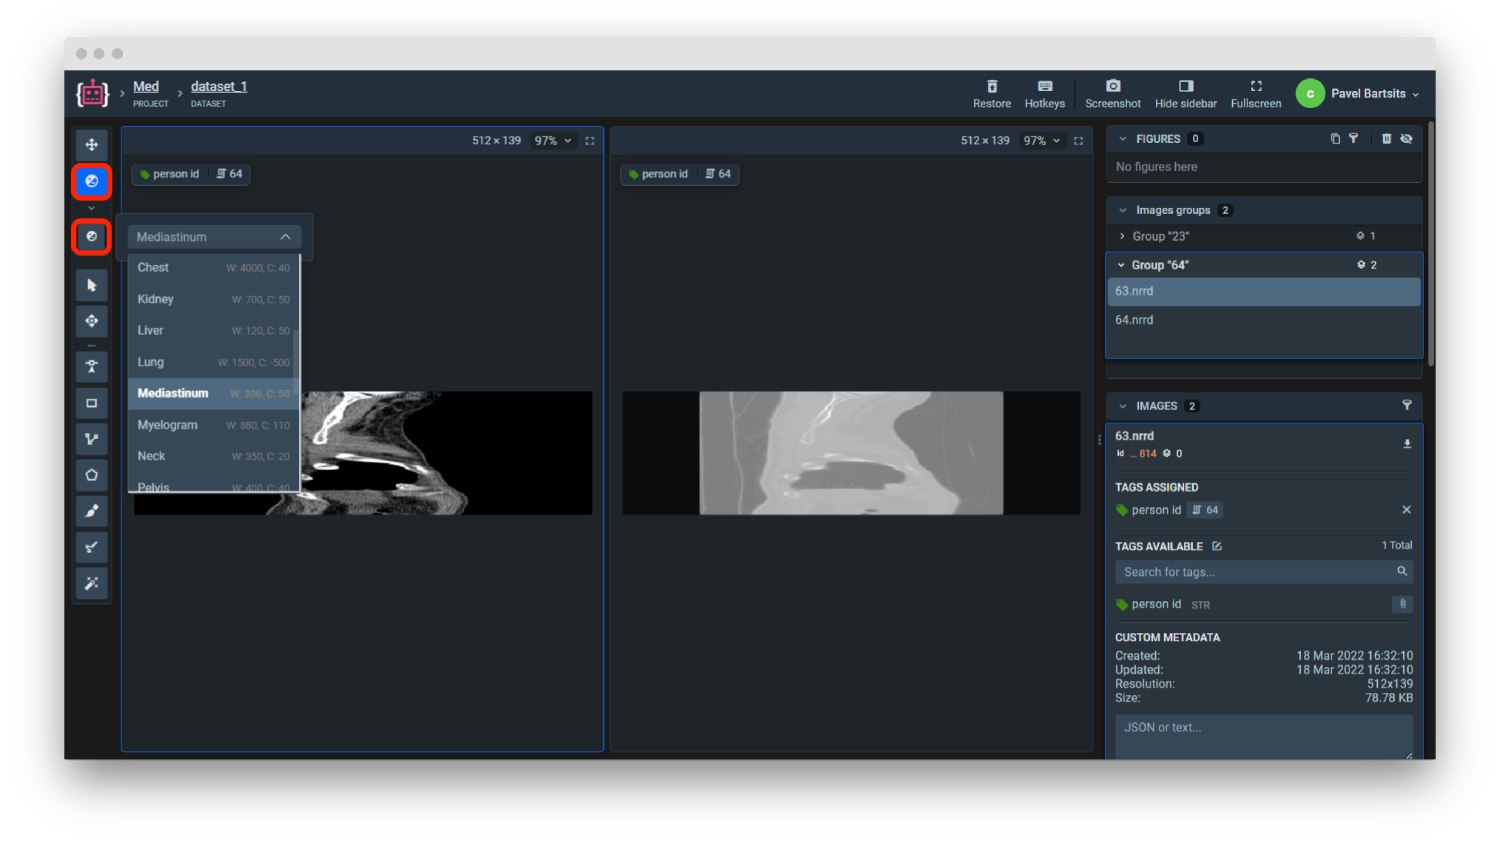 Med
PROJECT
dataset_1
DATASET
Restore
Hotkeys
Screenshot
Hide sidebar
Fullscreen
c
Pavel Bartsits
512 × 139 97%
person id 64
Mediastinum
Chest W: 4000, C: 40
Kidney W: 700, C: 50
Liver W: 120, C: 50
Lung W: 1500, C: -500
Mediastinum W: 300, C: 50
Myelogram W: 880, C: 110
Neck W: 350, C: 20
Pelvis W: 400, C: 40
512 × 139 97%
person id 64
FIGURES 0
No figures here
Images groups 2
Group "23" 1
Group "64" 2
63.nrrd
64.nrrd
IMAGES 2
63.nrrd
Id ... 814 0
TAGS ASSIGNED
person id 64
TAGS AVAILABLE 1 Total
Search for tags...
person id STR
CUSTOM METADATA
Created: 18 Mar 2022 16:32:10
Updated: 18 Mar 2022 16:32:10
Resolution: 512x139
Size: 78.78 KB
JSON or text...